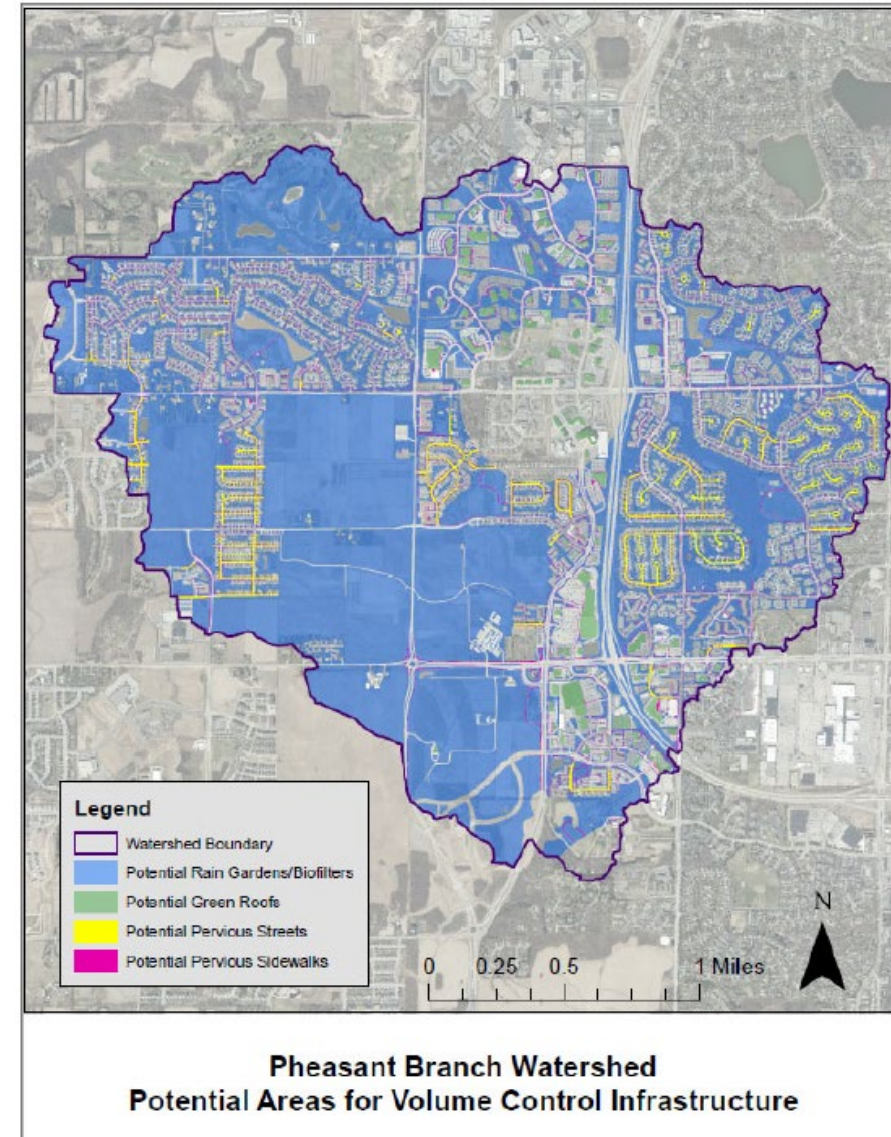 Legend
Watershed Boundary
Potential Rain Gardens/Biofilters
Potential Green Roofs
Potential Pervious Streets
Potential Pervious Sidewalks
N
0 0.25 0.5 1 Miles
Pheasant Branch Watershed
Potential Areas for Volume Control Infrastructure